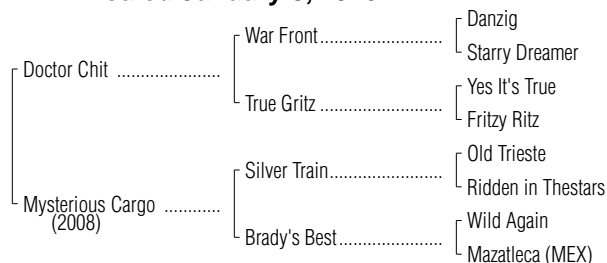 Danzig
War Front
Starry Dreamer
Doctor Chit
Yes It's True
True Gritz
Fritzy Ritz
Old Trieste
Silver Train
Ridden in Thestars
Mysterious Cargo
(2008)
Wild Again
Brady's Best
Mazatleca (MEX)